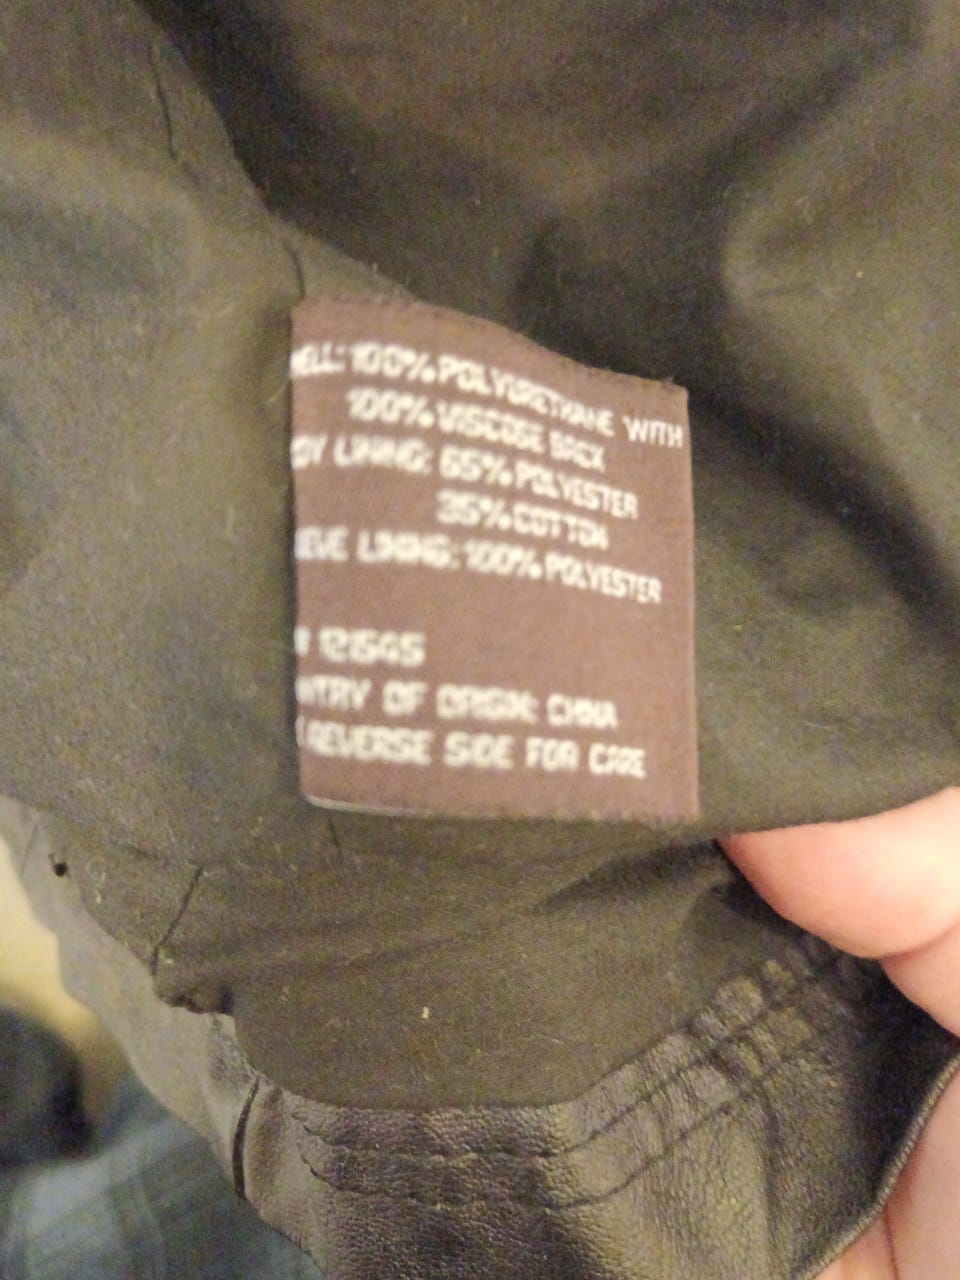 ELL: 100% POLYURETHANE WITH
100% VISCOSE BACK
DY LINING: 65% POLYESTER
35% COTTON
EVE LINING: 100% POLYESTER
NTRY OF ORIGIN: CHINA
REVERSE SIDE FOR CARE